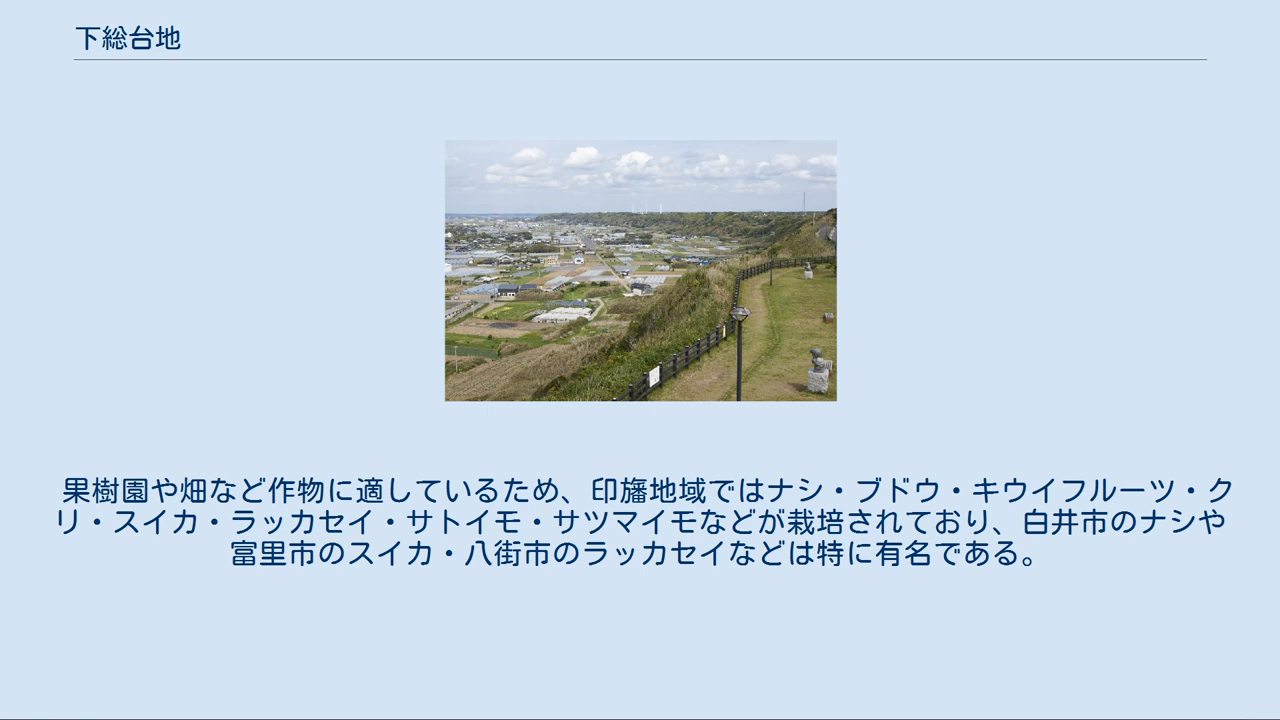 下総台地
果樹園や畑など作物に適しているため、印旛地域ではナシ・ブドウ・キウイフルーツ・ク
リ・スイカ・ラッカセイ・サトイモ・サツマイモなどが栽培されており、白井市のナシや
富里市のスイカ・八街市のラッカセイなどは特に有名である。